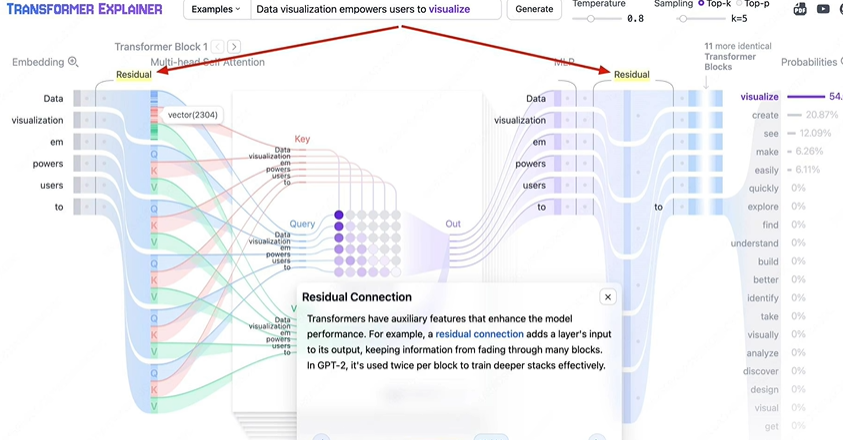 TRANSFORMER EXPLAINER
Examples
Data visualization empowers users to visualize
Generate
Temperature
0.8
Sampling Top-k Top-p
k=5
Transformer Block 1
Embedding
Multi-head Self Attention
MLP
11 more identical
Transformer
Blocks
Probabilities
Residual
Residual
Data
visualization
em
powers
users
to
vector(2304)
Q
K
V
Q
K
V
Q
K
V
Q
K
V
Q
K
V
Key
Data
visualization
em
powers
users
to
Query
Data
visualization
em
powers
users
to
V
Data
visualization
em
powers
users
to
Out
Data
visualization
em
powers
users
to
to
visualize 54.
create 20.87%
see 12.09%
make 6.26%
easily 6.11%
quickly 0%
explore 0%
find 0%
understand 0%
build 0%
better 0%
identify 0%
take 0%
visually 0%
analyze 0%
discover 0%
design 0%
visual 0%
get 0%
Residual Connection
Transformers have auxiliary features that enhance the model
performance. For example, a residual connection adds a layer's input
to its output, keeping information from fading through many blocks.
In GPT-2, it's used twice per block to train deeper stacks effectively.